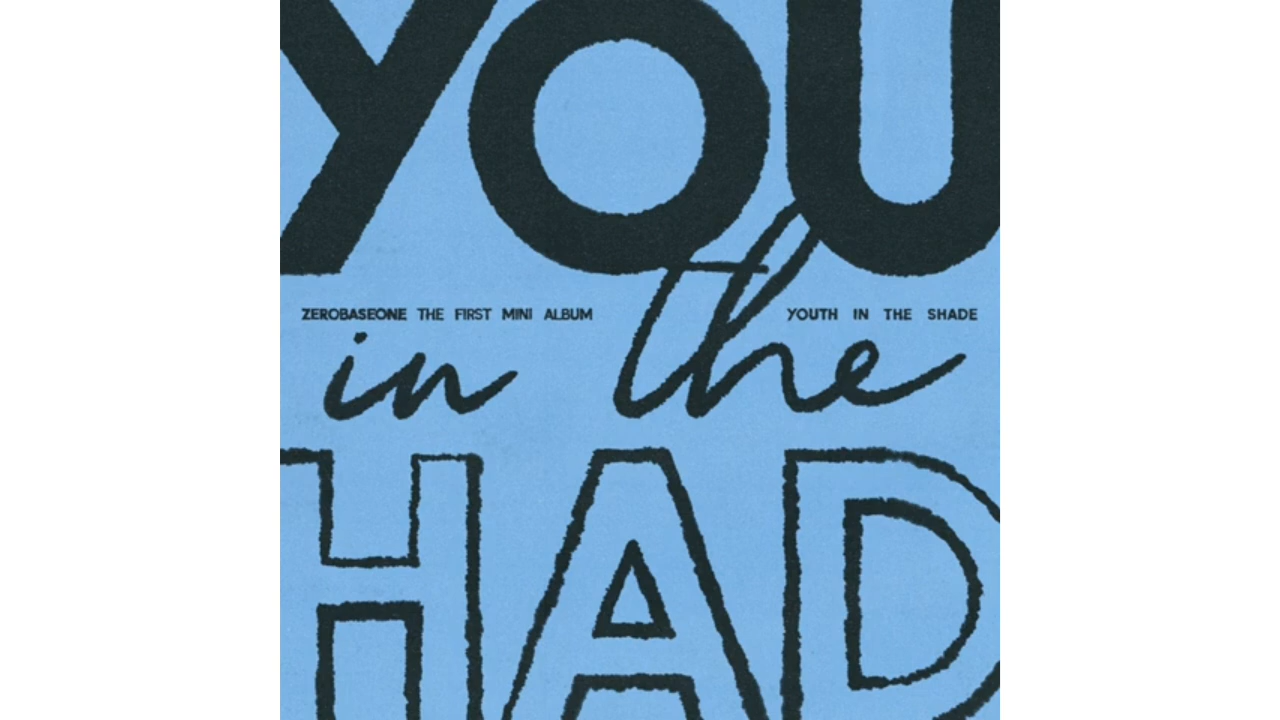 YOU
ZEROBASEONE THE FIRST MINI ALBUM YOUTH IN THE SHADE
in the
HAD